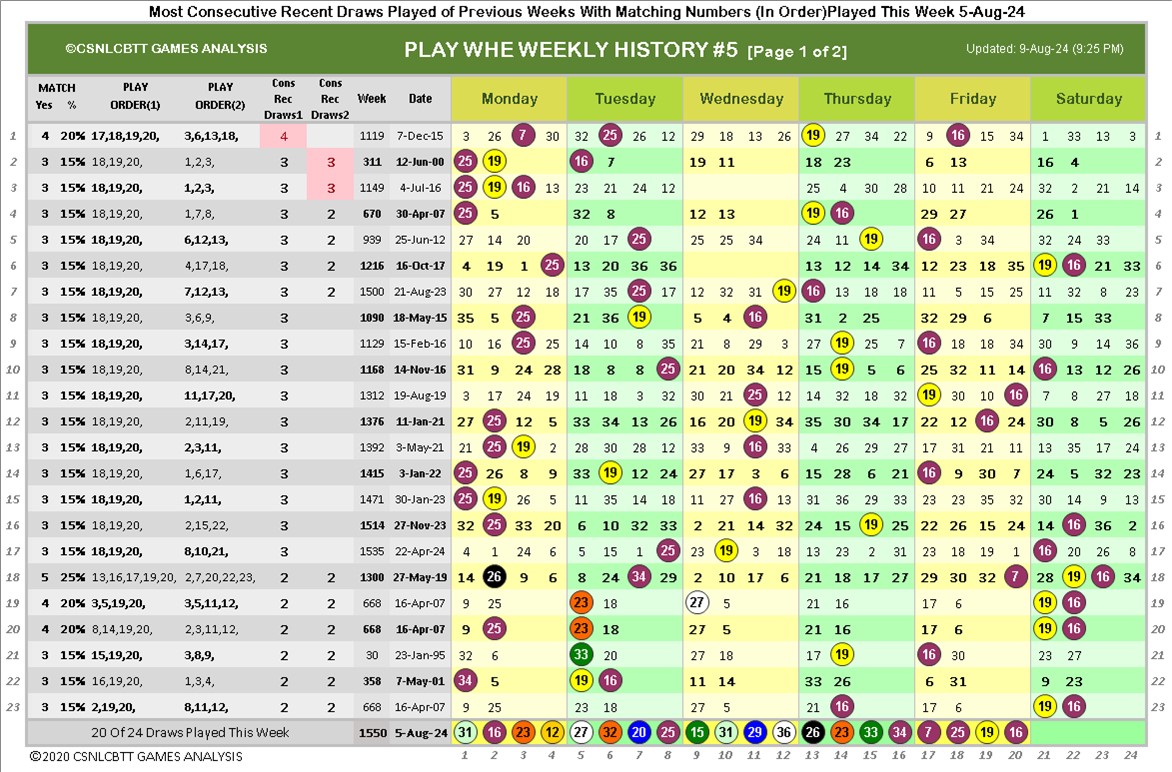 Most Consecutive Recent Draws Played of Previous Weeks With Matching Numbers (In Order)Played This Week 5-Aug-24
©CSNLCBTT GAMES ANALYSIS PLAY WHE WEEKLY HISTORY #5 [Page 1 of 2] Updated: 9-Aug-24 (9:25 PM)
MATCH Yes % PLAY ORDER(1) PLAY ORDER(2) Cons Rec Draws1 Cons Rec Draws2 Week Date Monday Tuesday Wednesday Thursday Friday Saturday
1 4 20% 17,18,19,20, 3,6,13,18, 4 1119 7-Dec-15 3 26 7 30 32 25 26 12 29 18 13 26 19 27 34 22 9 16 15 34 1 33 13 3 1
2 3 15% 18,19,20, 1,2,3, 3 3 311 12-Jun-00 25 19 16 7 19 11 18 23 6 13 16 4 2
3 3 15% 18,19,20, 1,2,3, 3 3 1149 4-Jul-16 25 19 16 13 23 21 24 12 25 4 30 28 10 11 21 24 32 2 21 14 3
4 3 15% 18,19,20, 1,7,8, 3 2 670 30-Apr-07 25 5 32 8 12 13 19 16 29 27 26 1 4
5 3 15% 18,19,20, 6,12,13, 3 2 939 25-Jun-12 27 14 20 20 17 25 25 25 34 24 11 19 16 3 34 32 24 33 5
6 3 15% 18,19,20, 4,17,18, 3 2 1216 16-Oct-17 4 19 1 25 13 20 36 36 13 12 14 34 12 23 18 35 19 16 21 33 6
7 3 15% 18,19,20, 7,12,13, 3 2 1500 21-Aug-23 30 27 12 18 17 35 25 17 12 32 31 19 16 13 18 18 11 5 15 25 11 32 8 23 7
8 3 15% 18,19,20, 3,6,9, 3 1090 18-May-15 35 5 25 21 36 19 5 4 16 31 2 25 32 29 6 7 15 33 8
9 3 15% 18,19,20, 3,14,17, 3 1129 15-Feb-16 10 16 25 25 14 10 8 35 21 8 29 3 27 19 25 7 16 18 18 34 30 9 14 36 9
10 3 15% 18,19,20, 8,14,21, 3 1168 14-Nov-16 31 9 24 28 18 8 8 25 21 20 34 12 15 19 5 6 25 32 11 14 16 13 12 26 10
11 3 15% 18,19,20, 11,17,20, 3 1312 19-Aug-19 3 17 24 19 11 18 3 32 30 21 25 12 14 32 18 32 19 30 10 16 7 8 27 18 11
12 3 15% 18,19,20, 2,11,19, 3 1376 11-Jan-21 27 25 12 5 33 34 13 26 16 20 19 34 35 30 34 17 22 12 16 24 30 8 5 26 12
13 3 15% 18,19,20, 2,3,11, 3 1392 3-May-21 21 25 19 2 28 30 28 12 33 9 16 33 4 26 29 27 17 31 21 11 13 35 17 24 13
14 3 15% 18,19,20, 1,6,17, 3 1415 3-Jan-22 25 26 8 9 33 19 12 24 27 17 3 6 15 28 6 21 16 9 30 7 24 5 32 23 14
15 3 15% 18,19,20, 1,2,11, 3 1471 30-Jan-23 25 19 26 5 11 35 14 18 11 27 16 13 31 36 29 33 23 23 35 32 30 14 9 13 15
16 3 15% 18,19,20, 2,15,22, 3 1514 27-Nov-23 32 25 33 20 6 10 32 33 2 21 14 32 24 15 19 25 22 26 15 24 14 16 36 2 16
17 3 15% 18,19,20, 8,10,21, 3 1535 22-Apr-24 4 1 24 6 5 15 1 25 23 19 3 18 13 23 2 31 23 18 19 1 16 20 26 8 17
18 5 25% 13,16,17,19,20, 2,7,20,22,23, 2 2 1300 27-May-19 14 26 9 6 8 24 34 29 2 10 17 6 21 18 17 27 29 30 32 7 28 19 16 34 18
19 4 20% 3,5,19,20, 3,5,11,12, 2 2 668 16-Apr-07 9 25 23 18 27 5 21 16 17 6 19 16 19
20 4 20% 8,14,19,20, 2,3,11,12, 2 2 668 16-Apr-07 9 25 23 18 27 5 21 16 17 6 19 16 20
21 3 15% 15,19,20, 3,8,9, 2 2 30 23-Jan-95 32 6 33 20 27 18 14 19 16 30 23 27 21
22 3 15% 16,19,20, 1,3,4, 2 2 358 7-May-01 34 5 19 16 11 14 33 26 6 31 9 23 22
23 3 15% 2,19,20, 8,11,12, 2 2 668 16-Apr-07 9 25 23 18 27 5 21 16 17 6 19 16 23
20 Of 24 Draws Played This Week 1550 5-Aug-24 31 16 23 12 27 32 20 25 15 31 29 36 26 23 33 34 7 25 19 16
©2020 CSNLCBTT GAMES ANALYSIS 1 2 3 4 5 6 7 8 9 10 11 12 13 14 15 16 17 18 19 20 21 22 23 24